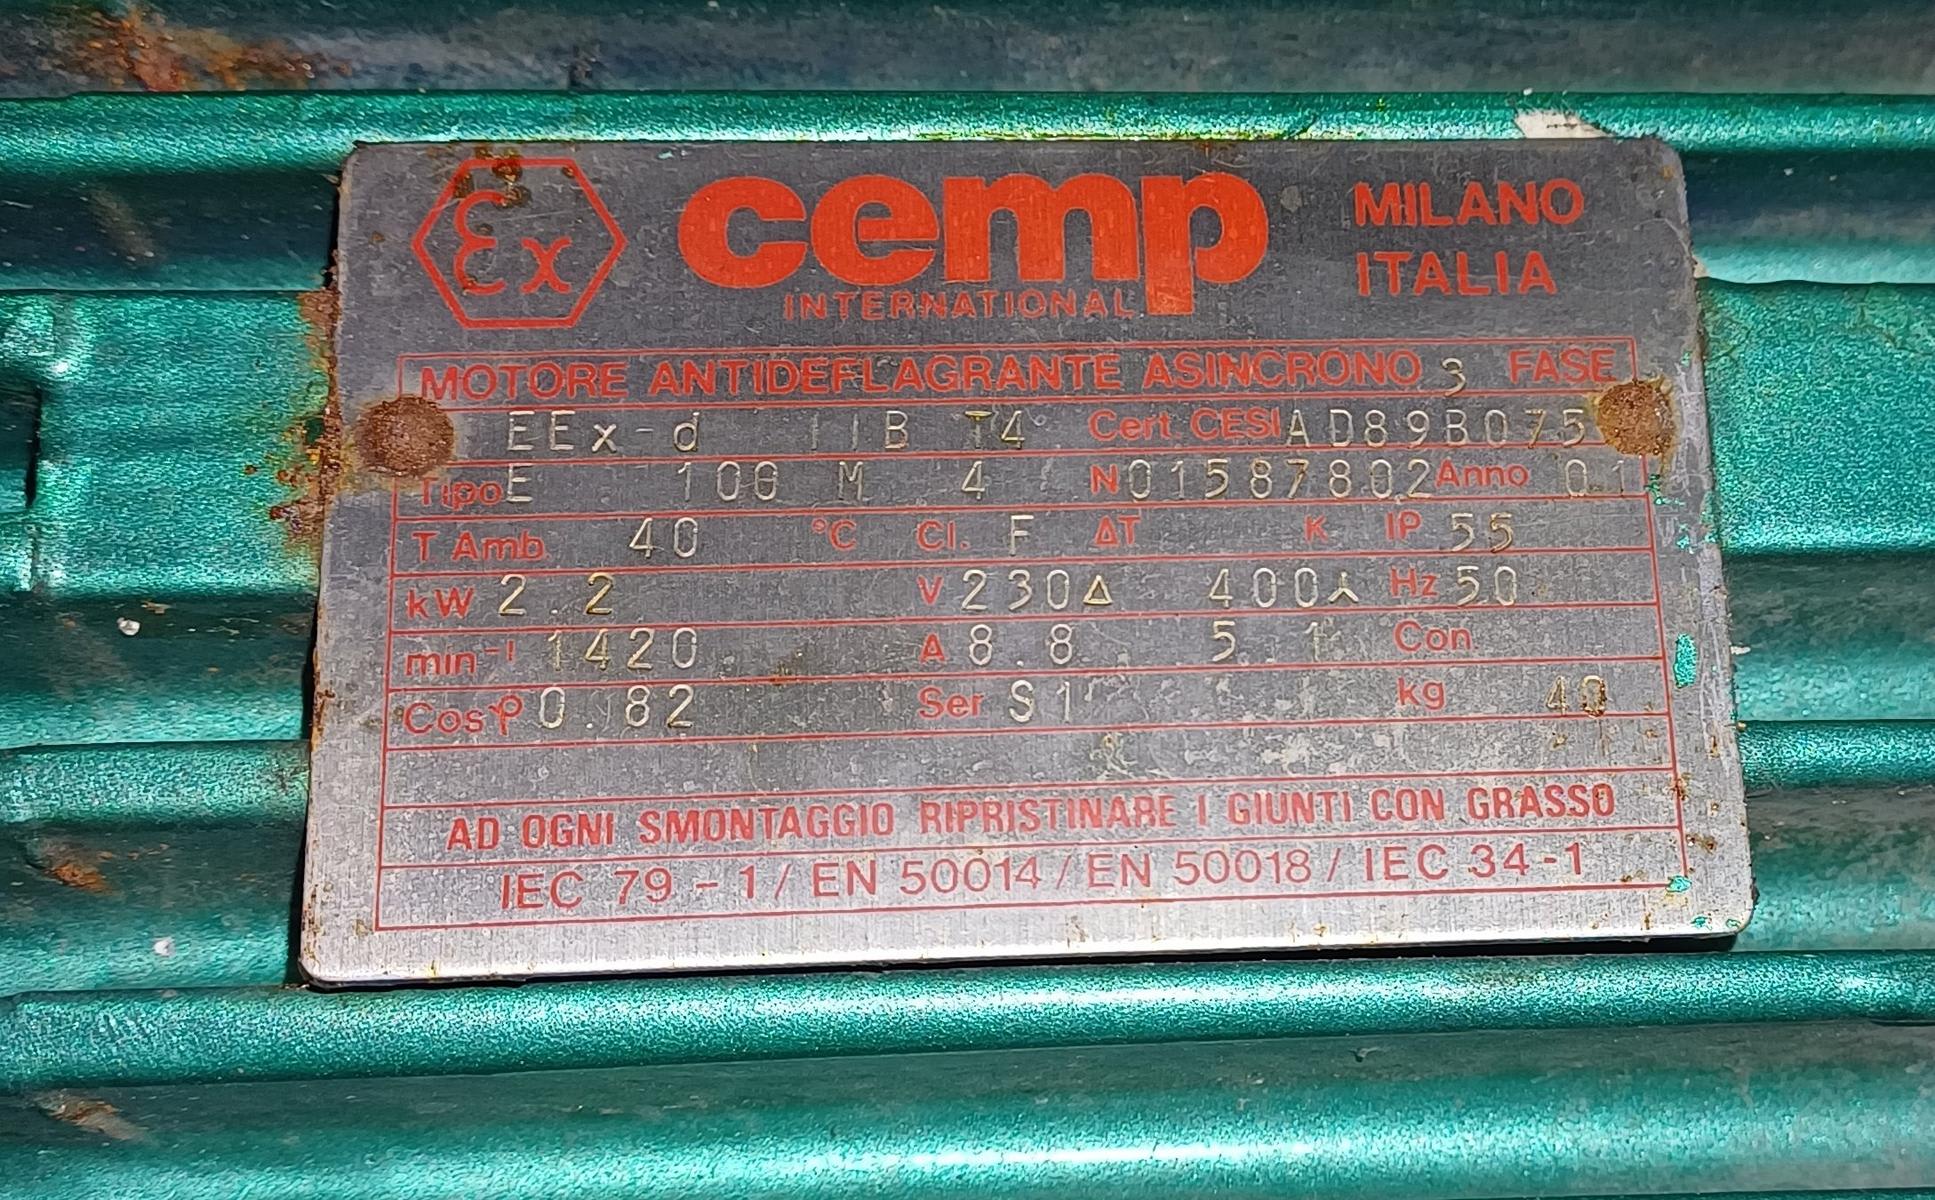 Ex cemp MILANO
INTERNATIONAL ITALIA
MOTORE ANTIDEFLAGRANTE ASINCRONO 3 FASE
EEx-d IIB T4 Cert. CESI AD89B075
Tipo E 100 M 4 N 01587802 Anno 01
T Amb. 40 °C Cl. F ΔT K IP 55
kW 2.2 V 230Δ 400⅄ Hz 50
min⁻¹ 1420 A 8.8 5.1 Con.
Cosφ 0.82 Ser S1 kg 40
AD OGNI SMONTAGGIO RIPRISTINARE I GIUNTI CON GRASSO
IEC 79-1 / EN 50014 / EN 50018 / IEC 34-1